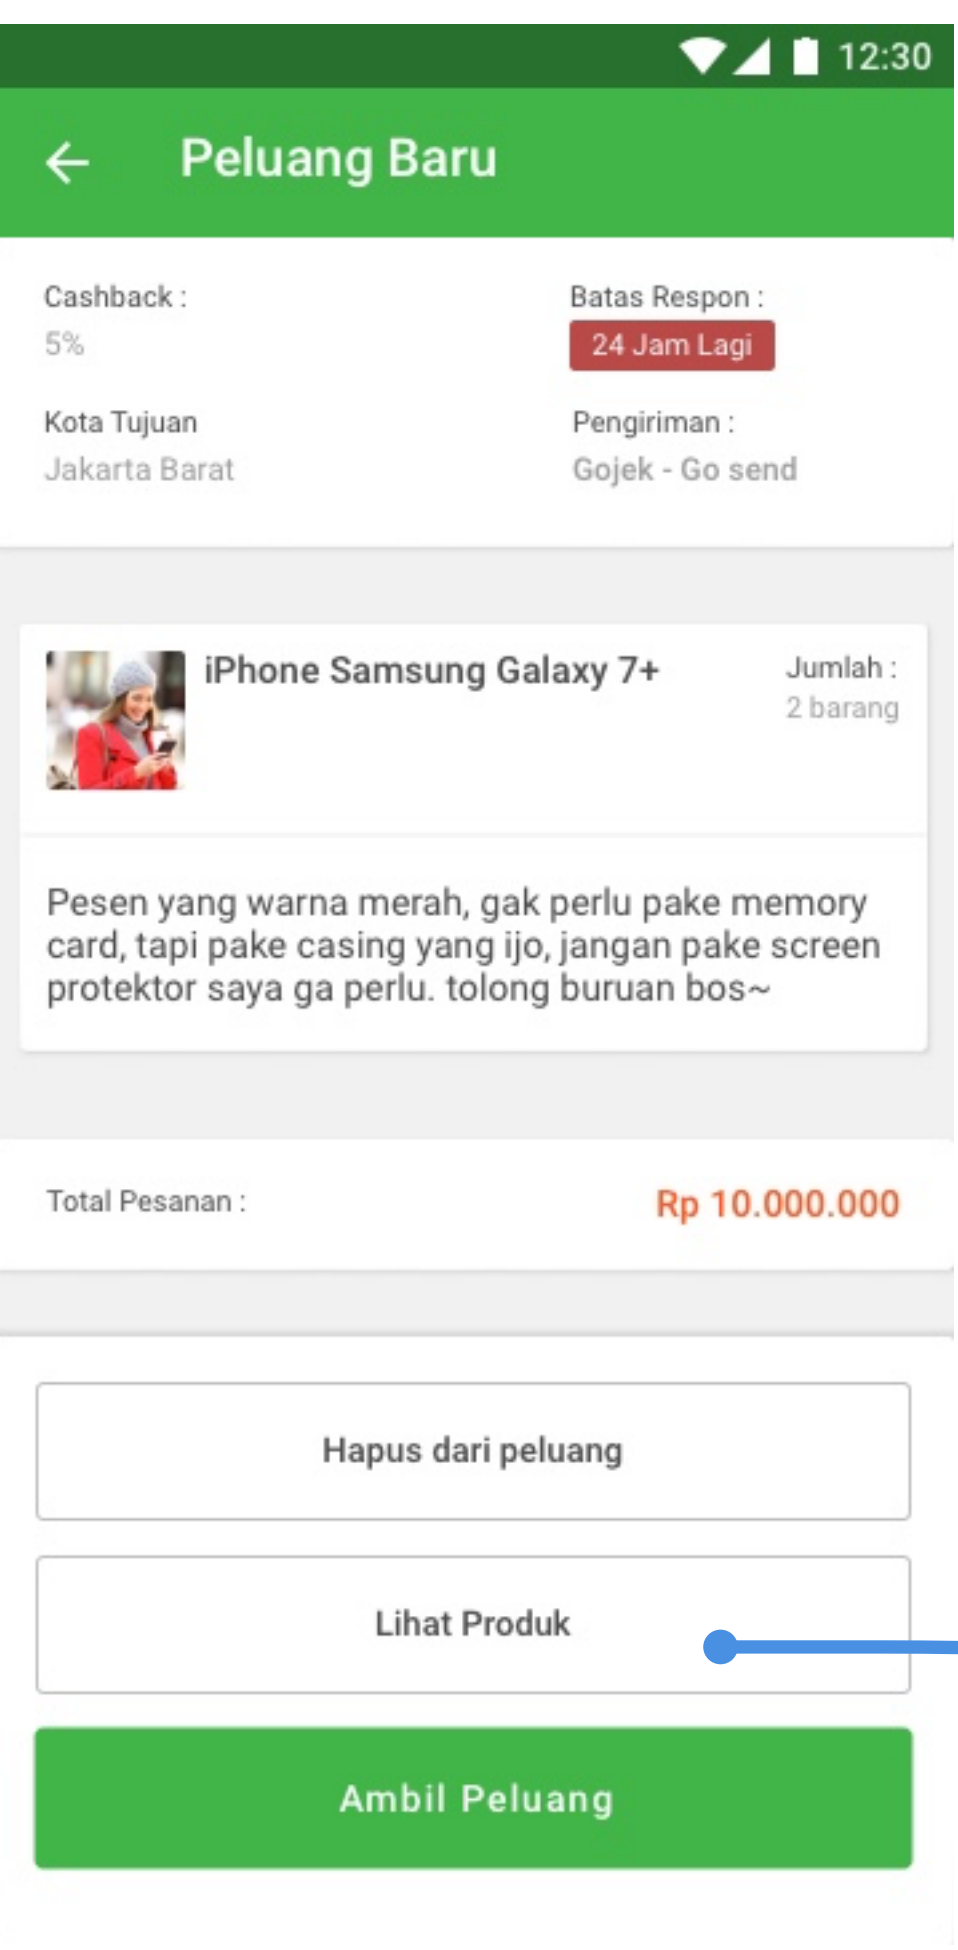 12:30
Peluang Baru
Cashback :
5%
Batas Respon :
24 Jam Lagi
Kota Tujuan
Jakarta Barat
Pengiriman :
Gojek - Go send
iPhone Samsung Galaxy 7+
Jumlah :
2 barang
Pesen yang warna merah, gak perlu pake memory
card, tapi pake casing yang ijo, jangan pake screen
protektor saya ga perlu. tolong buruan bos~
Total Pesanan :
Rp 10.000.000
Hapus dari peluang
Lihat Produk
Ambil Peluang